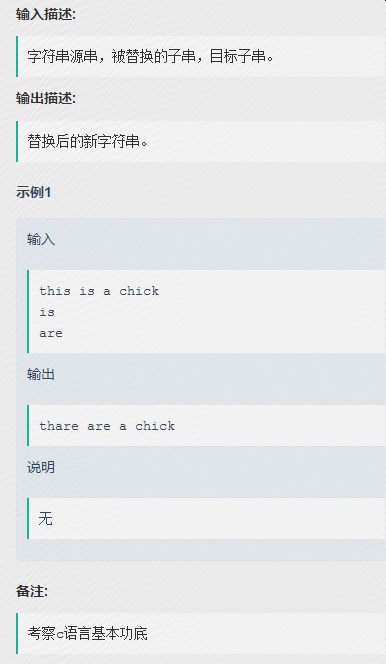 输入描述:
字符串源串，被替换的子串，目标子串。
输出描述:
替换后的新字符串。
示例1
输入
this is a chick
is
are
输出
thare are a chick
说明
无
备注:
考察c语言基本功底